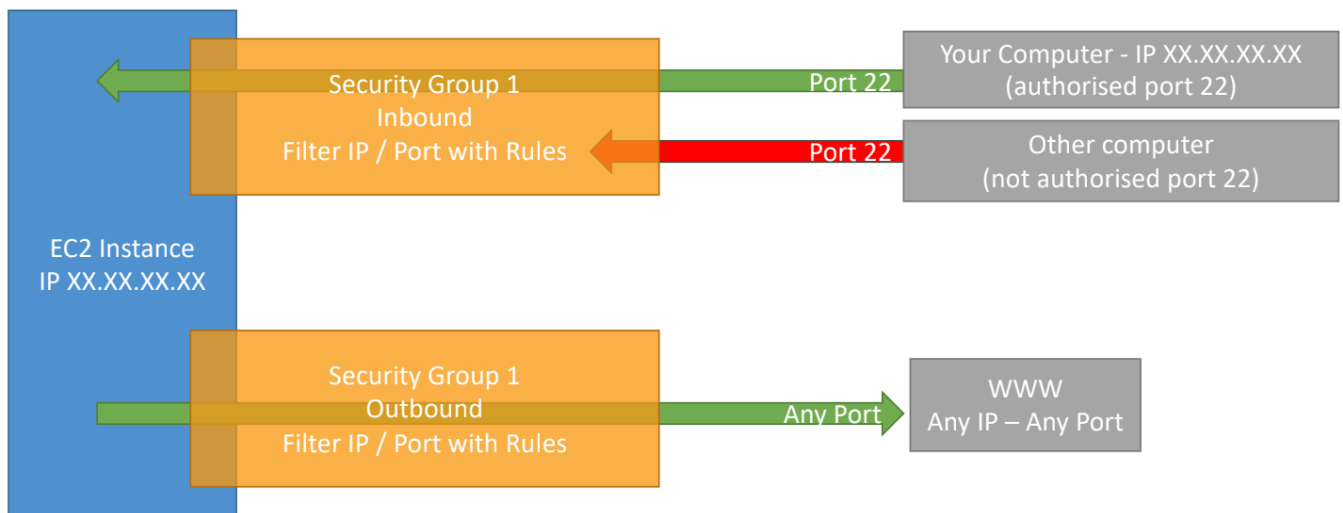 Security Group 1
Inbound
Filter IP / Port with Rules
Port 22
Your Computer - IP XX.XX.XX.XX
(authorised port 22)
Port 22
Other computer
(not authorised port 22)
EC2 Instance
IP XX.XX.XX.XX
Security Group 1
Outbound
Filter IP / Port with Rules
Any Port
WWW
Any IP – Any Port